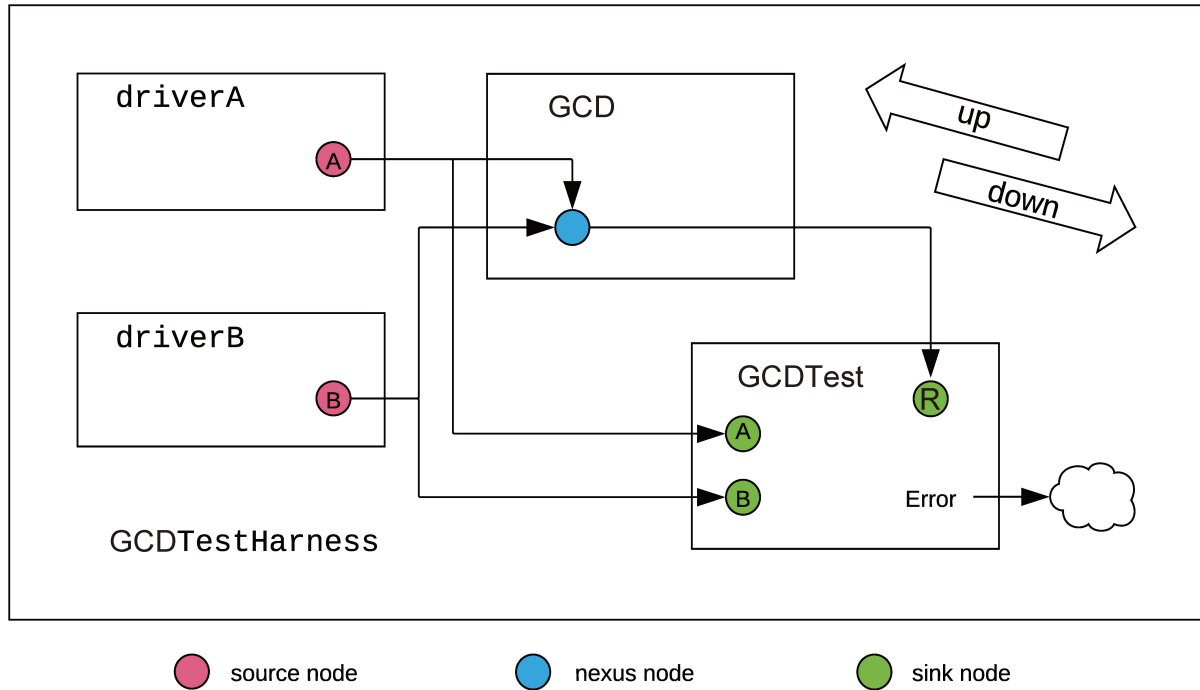 driverA
A
GCD
up
down
driverB
B
GCDTest
R
A
B
Error
GCDTestHarness
source node
nexus node
sink node